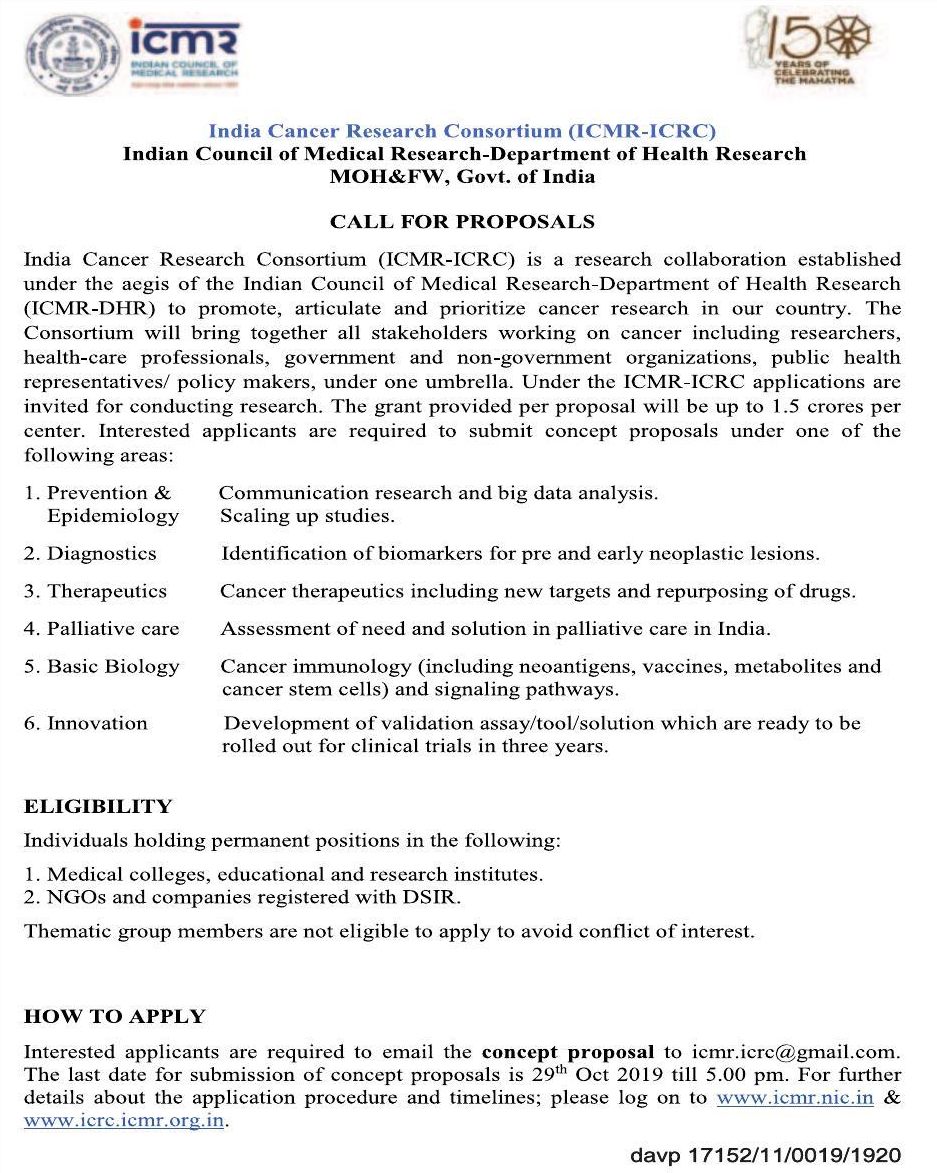 icmr
INDIAN COUNCIL OF
MEDICAL RESEARCH
150
YEARS OF
CELEBRATING
THE MAHATMA
India Cancer Research Consortium (ICMR-ICRC)
Indian Council of Medical Research-Department of Health Research
MOH&FW, Govt. of India
CALL FOR PROPOSALS
India Cancer Research Consortium (ICMR-ICRC) is a research collaboration established
under the aegis of the Indian Council of Medical Research-Department of Health Research
(ICMR-DHR) to promote, articulate and prioritize cancer research in our country. The
Consortium will bring together all stakeholders working on cancer including researchers,
health-care professionals, government and non-government organizations, public health
representatives/ policy makers, under one umbrella. Under the ICMR-ICRC applications are
invited for conducting research. The grant provided per proposal will be up to 1.5 crores per
center. Interested applicants are required to submit concept proposals under one of the
following areas:
1. Prevention & Communication research and big data analysis.
Epidemiology Scaling up studies.
2. Diagnostics Identification of biomarkers for pre and early neoplastic lesions.
3. Therapeutics Cancer therapeutics including new targets and repurposing of drugs.
4. Palliative care Assessment of need and solution in palliative care in India.
5. Basic Biology Cancer immunology (including neoantigens, vaccines, metabolites and
cancer stem cells) and signaling pathways.
6. Innovation Development of validation assay/tool/solution which are ready to be
rolled out for clinical trials in three years.
ELIGIBILITY
Individuals holding permanent positions in the following:
1. Medical colleges, educational and research institutes.
2. NGOs and companies registered with DSIR.
Thematic group members are not eligible to apply to avoid conflict of interest.
HOW TO APPLY
Interested applicants are required to email the concept proposal to icmr.icrc@gmail.com.
The last date for submission of concept proposals is 29th Oct 2019 till 5.00 pm. For further
details about the application procedure and timelines; please log on to www.icmr.nic.in &
www.icrc.icmr.org.in.
davp 17152/11/0019/1920